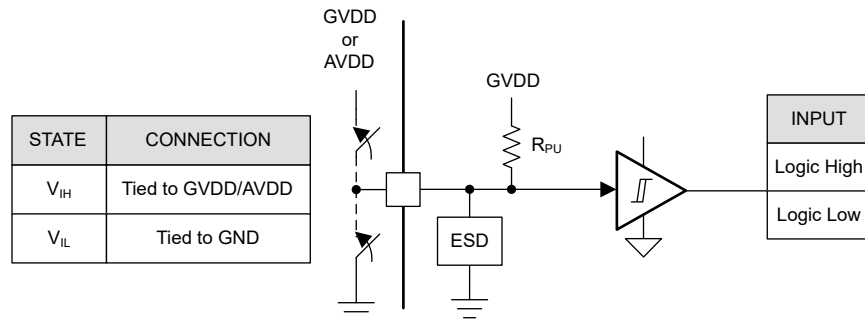 GVDD
or
AVDD
GVDD
R_PU
STATE CONNECTION
V_IH Tied to GVDD/AVDD
V_IL Tied to GND
ESD
INPUT
Logic High
Logic Low